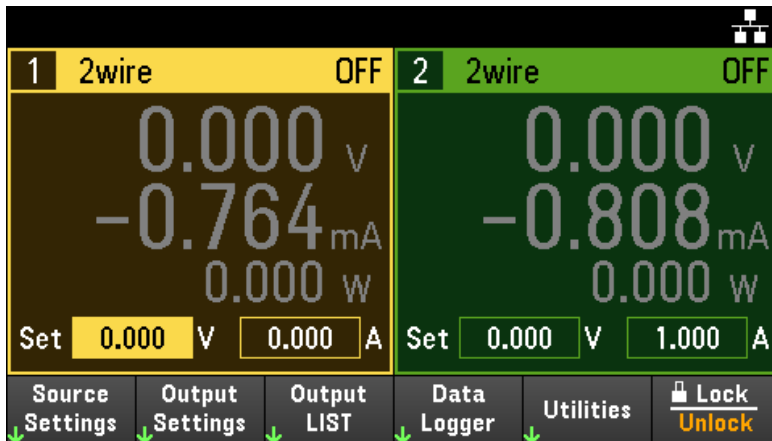 1 2wire OFF
0.000 V
-0.764 mA
0.000 W
Set 0.000 V 0.000 A
2 2wire OFF
0.000 V
-0.808 mA
0.000 W
Set 0.000 V 1.000 A
Source Settings
Output Settings
Output LIST
Data Logger
Utilities
Lock
Unlock